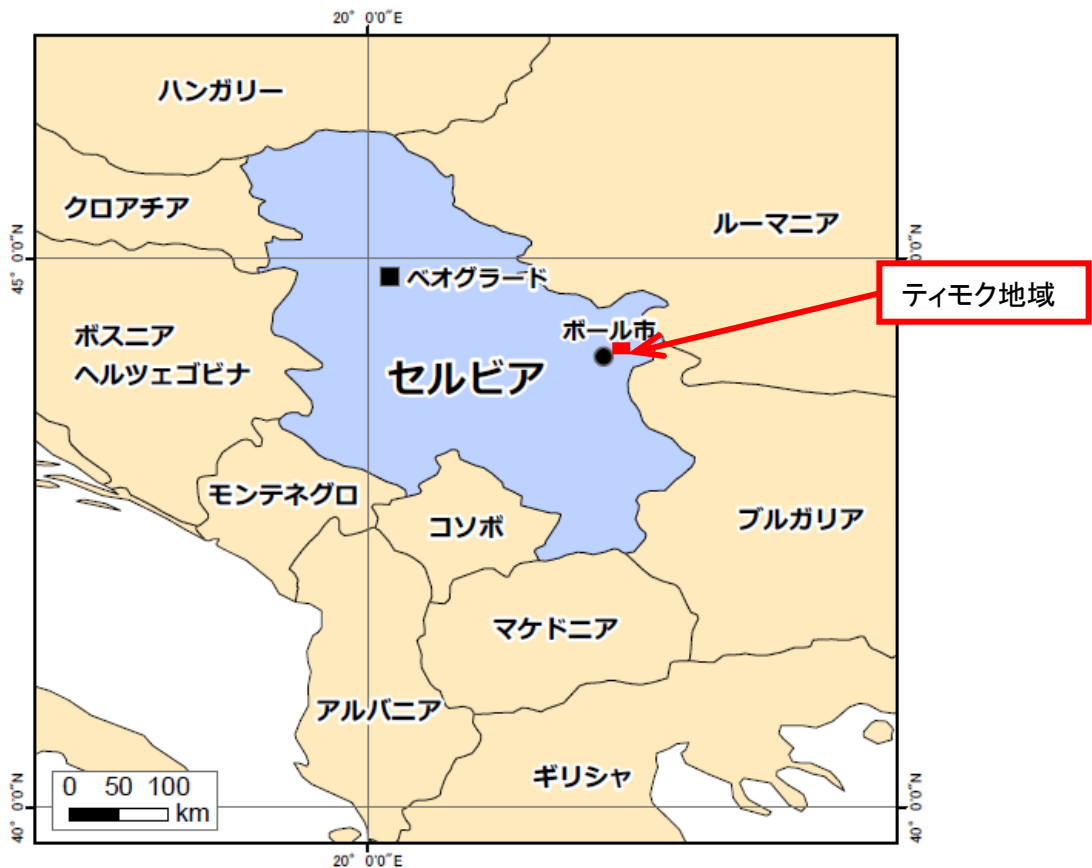 20° 0'0"E
ハンガリー
クロアチア
ルーマニア
45° 0'0"N
0'0"N
ベオグラード
ティモク地域
ボール市
ボスニア
ヘルツェゴビナ
セルビア
モンテネグロ
コソボ
ブルガリア
マケドニア
アルバニア
ギリシャ
0 50 100
km
40° 0'0"N
40° 0'0"N
20° 0'0"E